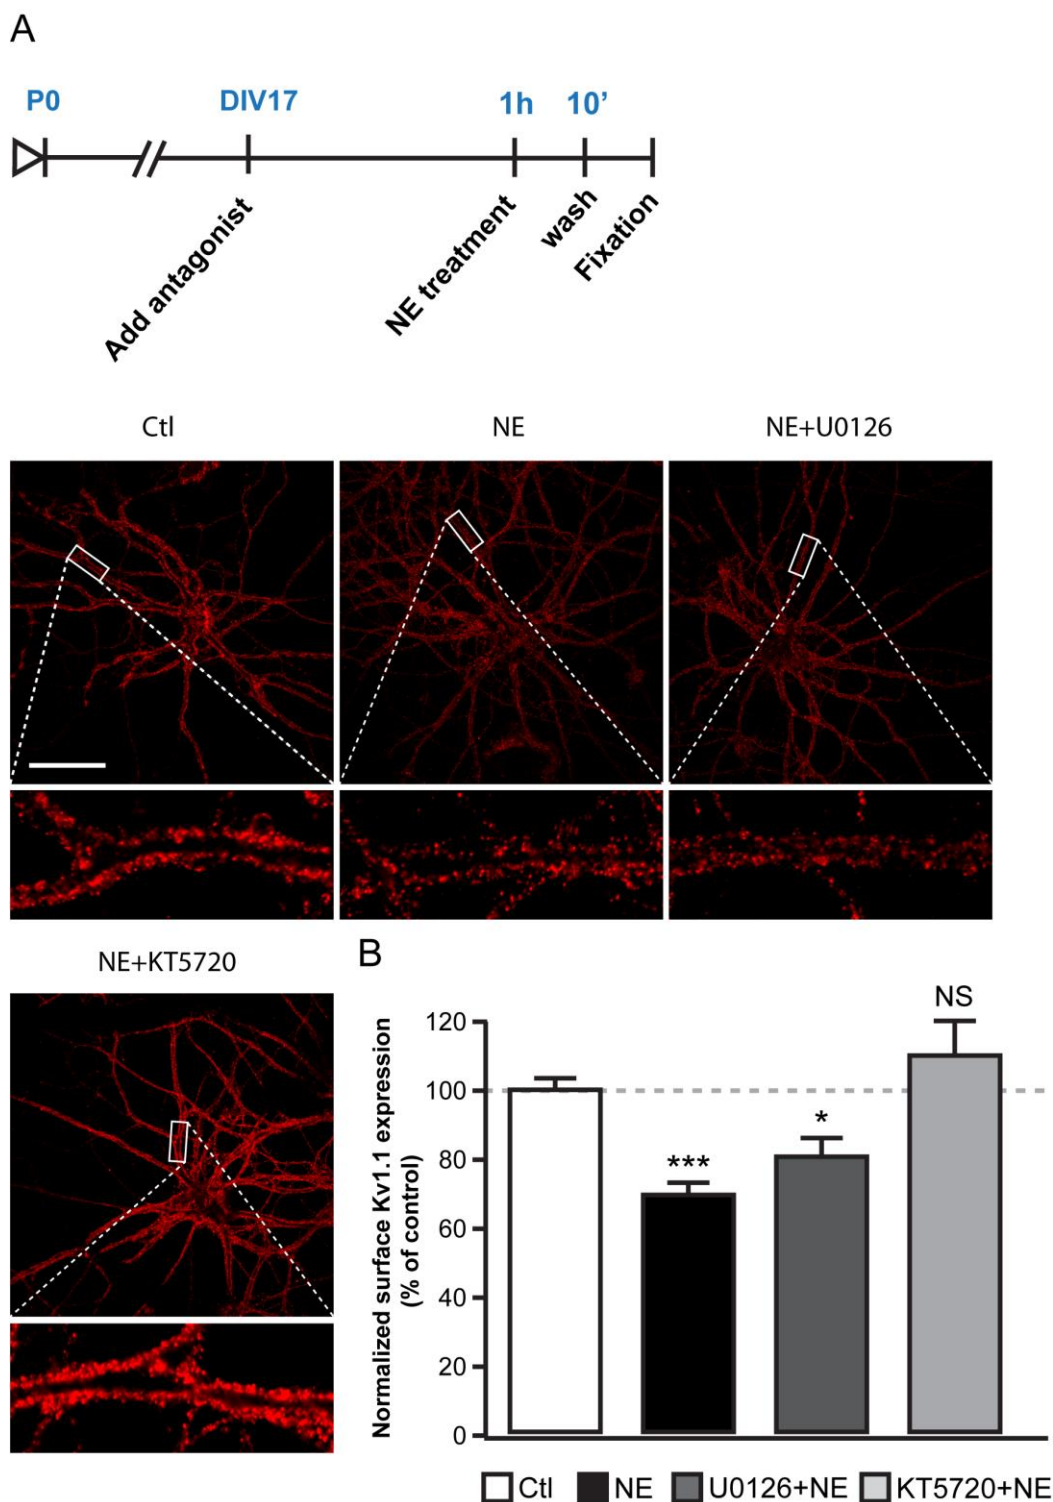 A
P0 DIV17 1h 10'
Add antagonist NE treatment wash Fixation
Ctl NE NE+U0126
NE+KT5720
B
Normalized surface Kv1.1 expression
(% of control)
120
100
80
60
40
20
0
***
*
NS
Ctl NE U0126+NE KT5720+NE